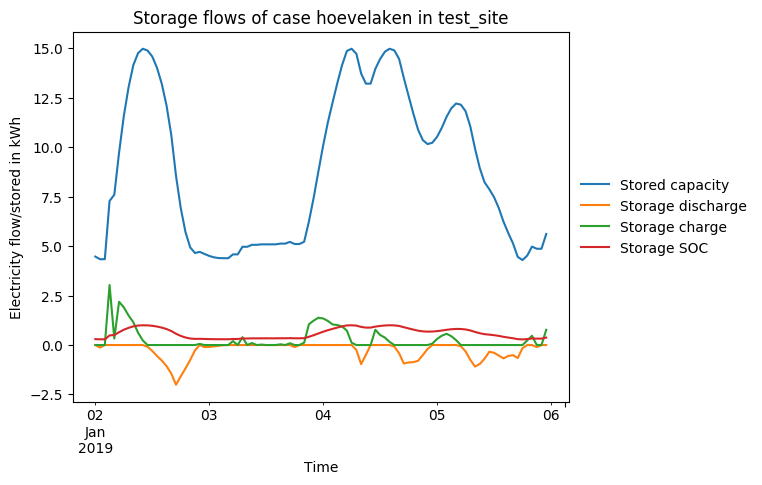 Storage flows of case hoevelaken in test_site
Electricity flow/stored in kWh
15.0
12.5
10.0
7.5
5.0
2.5
0.0
−2.5
02
03
04
05
06
Jan
2019
Time
Stored capacity
Storage discharge
Storage charge
Storage SOC